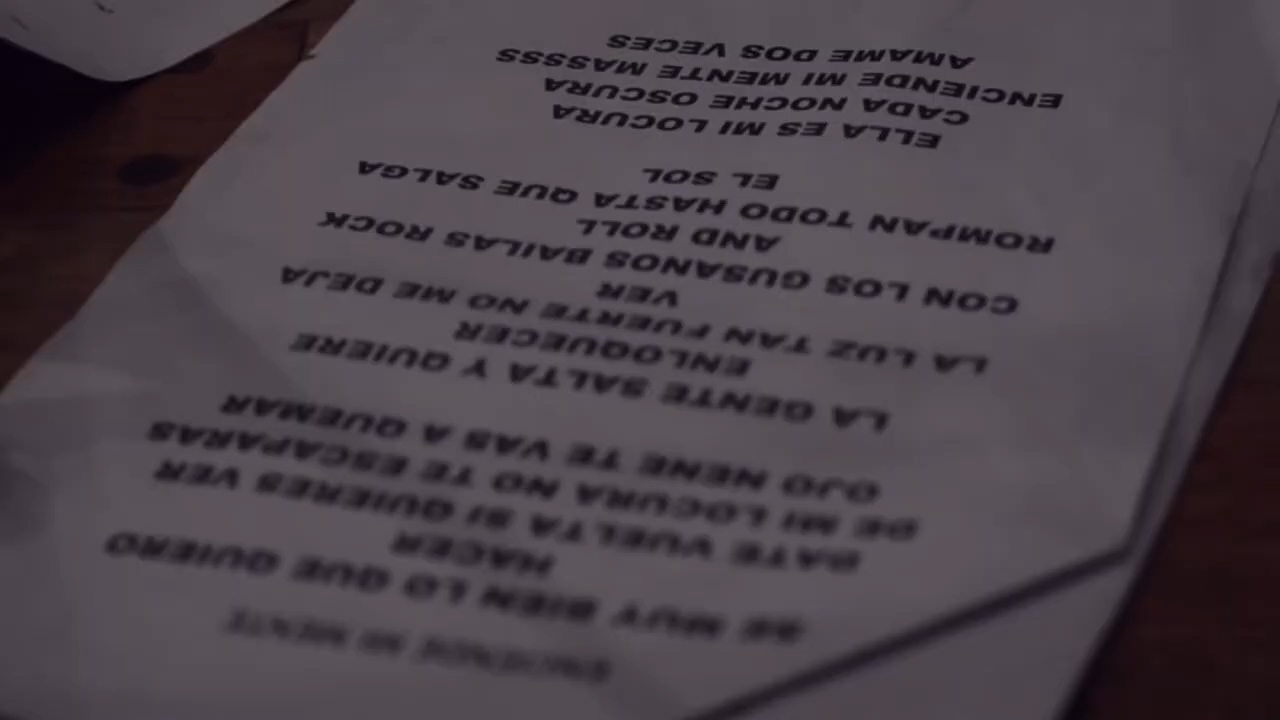 ENCIENDE MI MENTE
SE MUY BIEN LO QUE QUIERO
HACER
DATE VUELTA SI QUIERES VER
DE MI LOCURA NO TE ESCAPARAS
OJO NENE TE VAS A QUEMAR
LA GENTE SALTA Y QUIERE
ENLOQUECER
LA LUZ TAN FUERTE NO ME DEJA
VER
CON LOS GUSANOS BAILAS ROCK
AND ROLL
ROMPAN TODO HASTA QUE SALGA
EL SOL
ELLA ES MI LOCURA
CADA NOCHE OSCURA
ENCIENDE MI MENTE MASSSS
AMAME DOS VECES